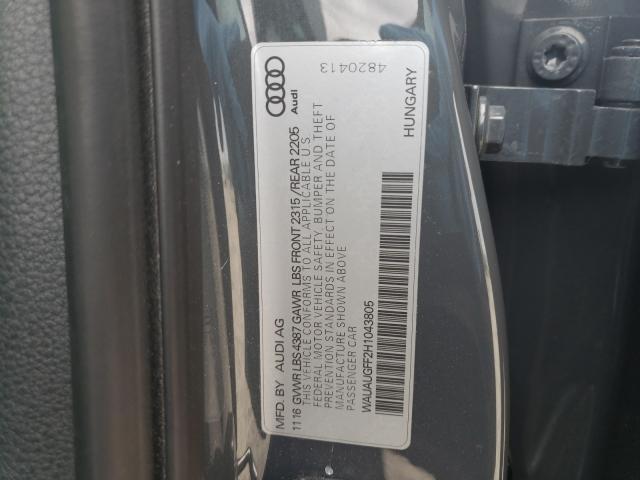 MFD. BY AUDI AG
Audi
1116 GVWR LBS 4387 GAWR LBS FRONT 2315 / REAR 2205
THIS VEHICLE CONFORMS TO ALL APPLICABLE U.S.
FEDERAL MOTOR VEHICLE SAFETY, BUMPER AND THEFT
PREVENTION STANDARDS IN EFFECT ON THE DATE OF
MANUFACTURE SHOWN ABOVE
PASSENGER CAR
4820413
WAUAUGFF2H1043805
HUNGARY